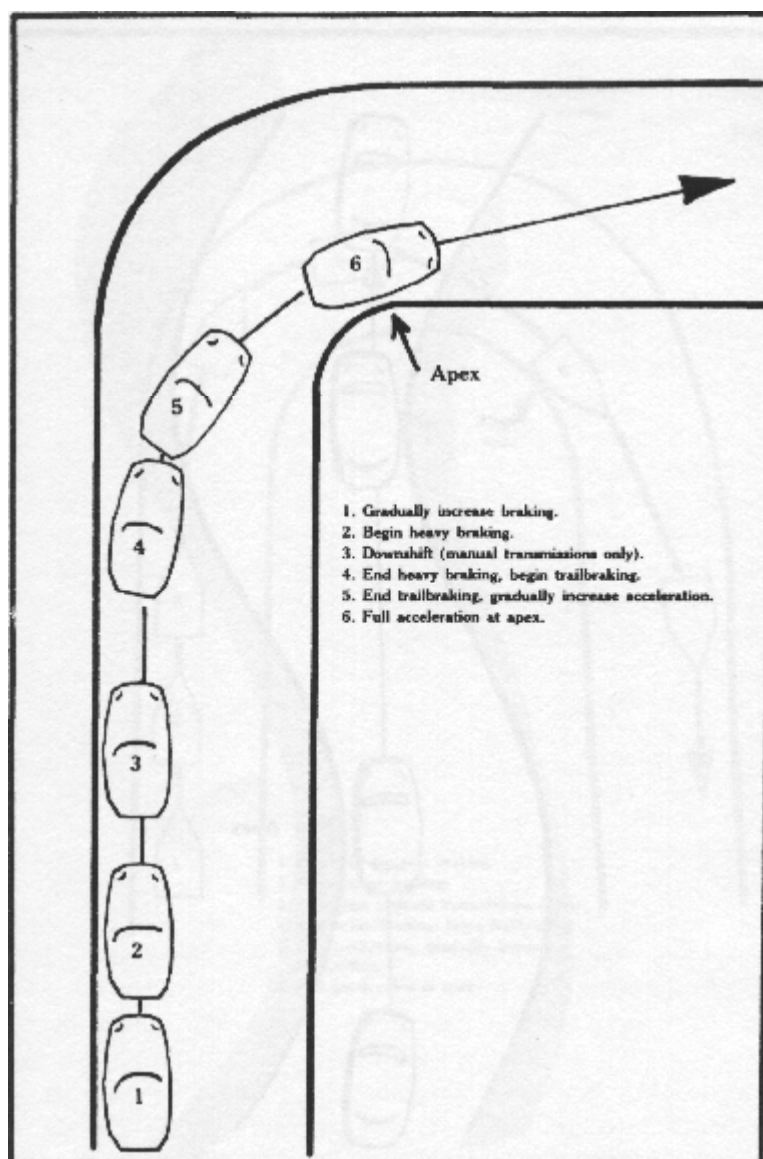 6
Apex
5
1. Gradually increase braking.
2. Begin heavy braking.
3. Downshift (manual transmissions only).
4. End heavy braking, begin trailbraking.
5. End trailbraking, gradually increase acceleration.
6. Full acceleration at apex.
4
3
2
1